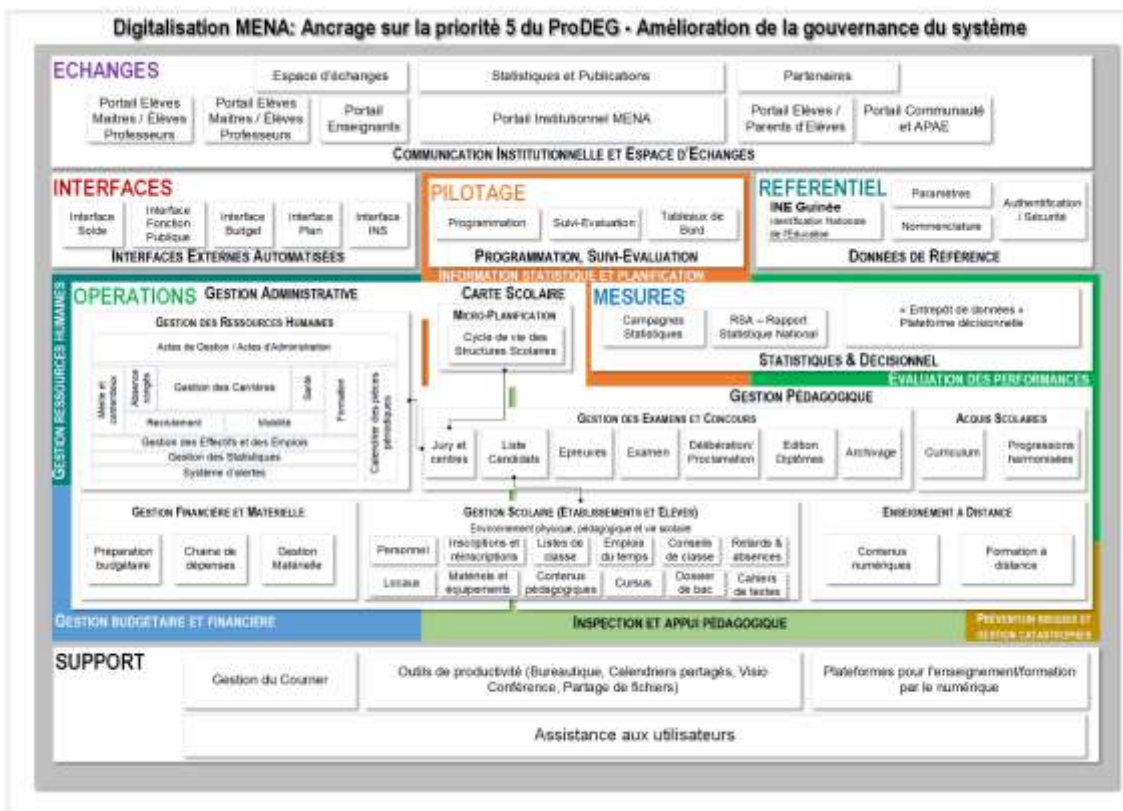 Digitalisation MENA: Ancrage sur la priorité 5 du ProDEG - Amélioration de la gouvernance du système
ECHANGES
Espace d'échanges
Statistiques et Publications
Partenaires
Portail Elèves
Maitres / Élèves
Professeurs
Portail Elèves
Maitres / Élèves
Professeurs
Portail
Enseignants
Portail Institutionnel MENA
Portail Elèves /
Parents d'Elèves
Portail Communauté
et APAE
COMMUNICATION INSTITUTIONNELLE ET ESPACE D'ECHANGES
INTERFACES
Interface
Solde
Interface
Fonction
Publique
Interface
Budget
Interface
Plan
Interface
INS
INTERFACES EXTERNES AUTOMATISÉES
PILOTAGE
Programmation
Suivi-Evaluation
Tableaux de
Bord
PROGRAMMATION, SUIVI-EVALUATION
REFERENTIEL
INE Guinée
Identification Nationale
de l'Education
Paramètres
Nomenclature
Authentification
/ Sécurité
DONNÉES DE RÉFÉRENCE
INFORMATION STATISTIQUE ET PLANIFICATION
GESTION RESSOURCES HUMAINES
OPERATIONS GESTION ADMINISTRATIVE
GESTION DES RESSOURCES HUMAINES
Actes de Gestion / Actes d'Administration
Mérite et
contentieux
Absence
congés
Gestion des Carrières
Santé
Formation
Calendrier des pièces
périodiques
Recrutement
Mobilité
Gestion des Effectifs et des Emplois
Gestion des Statistiques
Système d'alertes
CARTE SCOLAIRE
MICRO-PLANIFICATION
Cycle de vie des
Structures Scolaires
MESURES
Campagnes
Statistiques
RSA – Rapport
Statistique National
« Entrepôt de données »
Plateforme décisionnelle
STATISTIQUES & DÉCISIONNEL
EVALUATION DES PERFORMANCES
GESTION PÉDAGOGIQUE
GESTION DES EXAMENS ET CONCOURS
Jury et
centres
Liste
Candidats
Epreuves
Examen
Délibération/
Proclamation
Edition
Diplômes
Archivage
ACQUIS SCOLAIRES
Curriculum
Progressions
harmonisées
GESTION FINANCIÈRE ET MATÉRIELLE
Préparation
budgétaire
Chaine de
dépenses
Gestion
Matérielle
GESTION SCOLAIRE (ETABLISSEMENTS ET ELÈVES)
Environnement physique, pédagogique et vie scolaire
Personnel
Inscriptions et
réinscriptions
Listes de
classe
Emplois
du temps
Conseils
de classe
Retards &
absences
Locaux
Matériels et
équipements
Contenus
pédagogiques
Cursus
Dossier
de bac
Cahiers
de textes
ENSEIGNEMENT À DISTANCE
Contenus
numériques
Formation à
distance
GESTION BUDGÉTAIRE ET FINANCIÈRE
INSPECTION ET APPUI PÉDAGOGIQUE
PRÉVENTION RISQUES ET
GESTION CATASTROPHES
SUPPORT
Gestion du Courrier
Outils de productivité (Bureautique, Calendriers partagés, Visio
Conférence, Partage de fichiers)
Plateformes pour l'enseignement/formation
par le numérique
Assistance aux utilisateurs